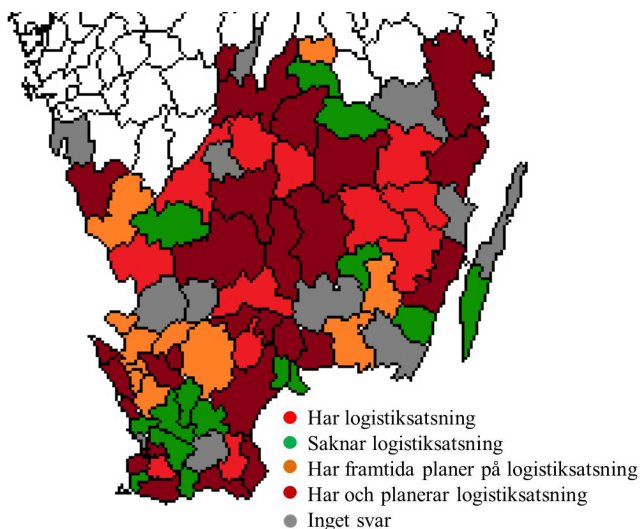 Har logistiksatsning
Saknar logistiksatsning
Har framtida planer på logistiksatsning
Har och planerar logistiksatsning
Inget svar